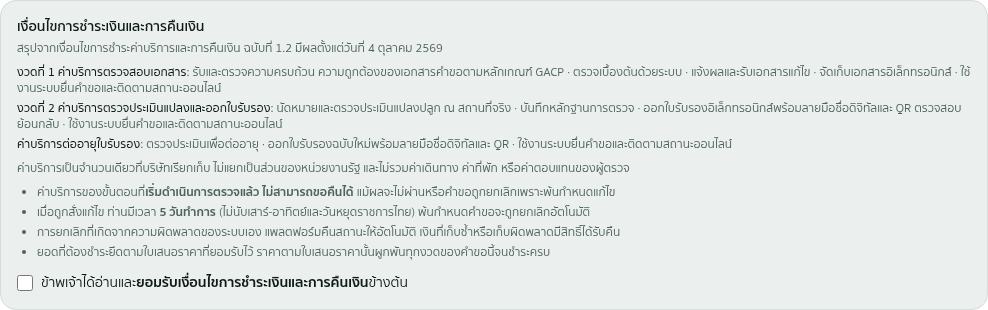 เงื่อนไขการชำระเงินและการคืนเงิน
สรุปจากเงื่อนไขการชำระค่าบริการและการคืนเงิน ฉบับที่ 1.2 มีผลตั้งแต่วันที่ 4 ตุลาคม 2569
งวดที่ 1 ค่าบริการตรวจสอบเอกสาร: รับและตรวจความครบถ้วน ความถูกต้องของเอกสารคำขอตามหลักเกณฑ์ GACP · ตรวจเบื้องต้นด้วยระบบ · แจ้งผลและรับเอกสารแก้ไข · จัดเก็บเอกสารอิเล็กทรอนิกส์ · ใช้
งานระบบยื่นคำขอและติดตามสถานะออนไลน์
งวดที่ 2 ค่าบริการตรวจประเมินแปลงและออกใบรับรอง: นัดหมายและตรวจประเมินแปลงปลูก ณ สถานที่จริง · บันทึกหลักฐานการตรวจ · ออกใบรับรองอิเล็กทรอนิกส์พร้อมลายมือชื่อดิจิทัลและ QR ตรวจสอบ
ย้อนกลับ · ใช้งานระบบยื่นคำขอและติดตามสถานะออนไลน์
ค่าบริการต่ออายุใบรับรอง: ตรวจประเมินเพื่อต่ออายุ · ออกใบรับรองฉบับใหม่พร้อมลายมือชื่อดิจิทัลและ QR · ใช้งานระบบยื่นคำขอและติดตามสถานะออนไลน์
ค่าบริการเป็นจำนวนเดียวที่บริษัทเรียกเก็บ ไม่แยกเป็นส่วนของหน่วยงานรัฐ และไม่รวมค่าเดินทาง ค่าที่พัก หรือค่าตอบแทนของผู้ตรวจ
• ค่าบริการของขั้นตอนที่เริ่มดำเนินการตรวจแล้ว ไม่สามารถขอคืนได้ แม้ผลจะไม่ผ่านหรือคำขอถูกยกเลิกเพราะพ้นกำหนดแก้ไข
• เมื่อถูกสั่งแก้ไข ท่านมีเวลา 5 วันทำการ (ไม่นับเสาร์-อาทิตย์และวันหยุดราชการไทย) พ้นกำหนดคำขอจะถูกยกเลิกอัตโนมัติ
• การยกเลิกที่เกิดจากความผิดพลาดของระบบเอง แพลตฟอร์มคืนสถานะให้อัตโนมัติ เงินที่เก็บซ้ำหรือเก็บผิดพลาดมีสิทธิ์ได้รับคืน
• ยอดที่ต้องชำระยึดตามใบเสนอราคาที่ยอมรับไว้ ราคาตามใบเสนอราคานั้นผูกพันทุกงวดของคำขอนี้จนชำระครบ
ข้าพเจ้าได้อ่านและยอมรับเงื่อนไขการชำระเงินและการคืนเงินข้างต้น